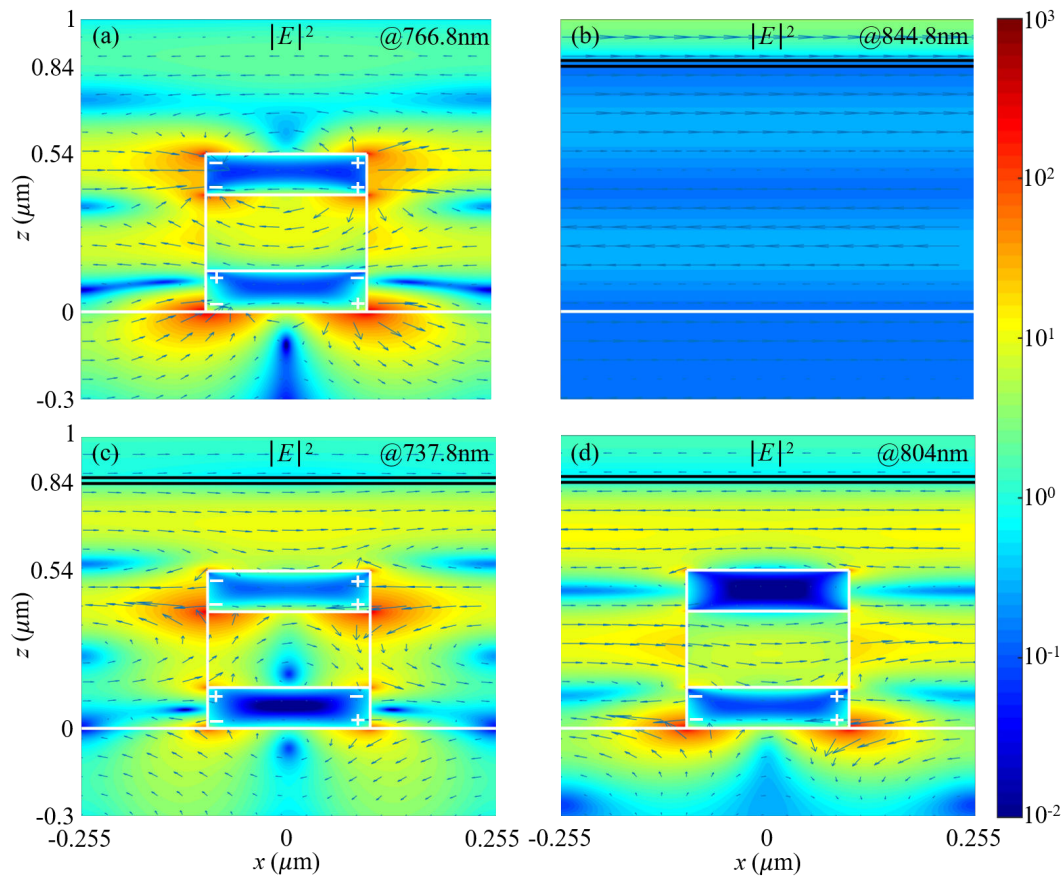 (a) |E|² @766.8nm
(b) |E|² @844.8nm
1
0.84
0.54
0
-0.3
z (μm)
− +
− +
+ −
− +
10³
10²
10¹
10⁰
10⁻¹
10⁻²
(c) |E|² @737.8nm
(d) |E|² @804nm
1
0.84
0.54
0
-0.3
z (μm)
− +
− +
+ −
− +
+ −
− +
-0.255 0 0.255
x (μm)
-0.255 0 0.255
x (μm)